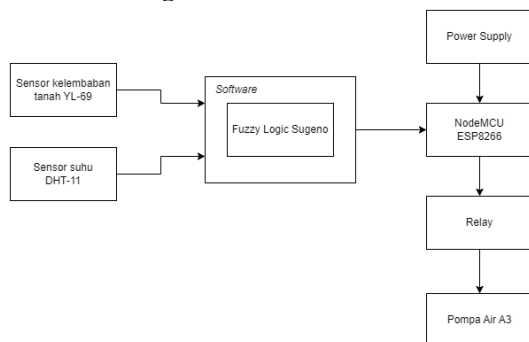 Power Supply
Sensor kelembaban
tanah YL-69
Software
Fuzzy Logic Sugeno
NodeMCU
ESP8266
Sensor suhu
DHT-11
Relay
Pompa Air A3